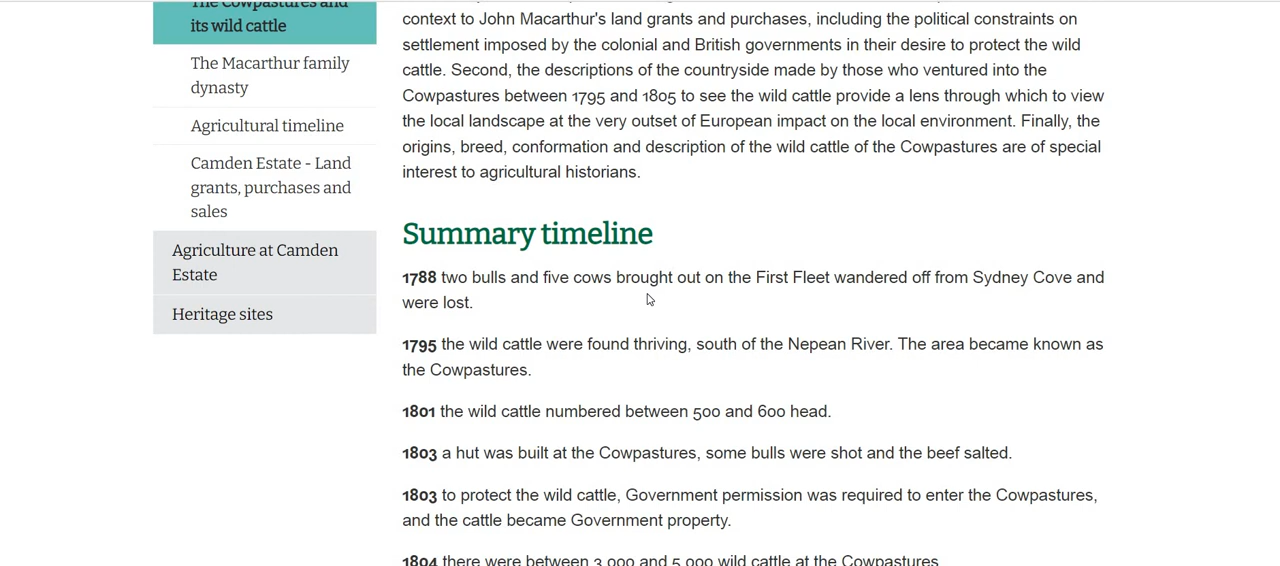 The Cowpastures and
its wild cattle
The Macarthur family
dynasty
Agricultural timeline
Camden Estate - Land
grants, purchases and
sales
Agriculture at Camden
Estate
Heritage sites
context to John Macarthur's land grants and purchases, including the political constraints on
settlement imposed by the colonial and British governments in their desire to protect the wild
cattle. Second, the descriptions of the countryside made by those who ventured into the
Cowpastures between 1795 and 1805 to see the wild cattle provide a lens through which to view
the local landscape at the very outset of European impact on the local environment. Finally, the
origins, breed, conformation and description of the wild cattle of the Cowpastures are of special
interest to agricultural historians.
Summary timeline
1788 two bulls and five cows brought out on the First Fleet wandered off from Sydney Cove and
were lost.
1795 the wild cattle were found thriving, south of the Nepean River. The area became known as
the Cowpastures.
1801 the wild cattle numbered between 500 and 600 head.
1803 a hut was built at the Cowpastures, some bulls were shot and the beef salted.
1803 to protect the wild cattle, Government permission was required to enter the Cowpastures,
and the cattle became Government property.
1804 there were between 3,000 and 5,000 wild cattle at the Cowpastures